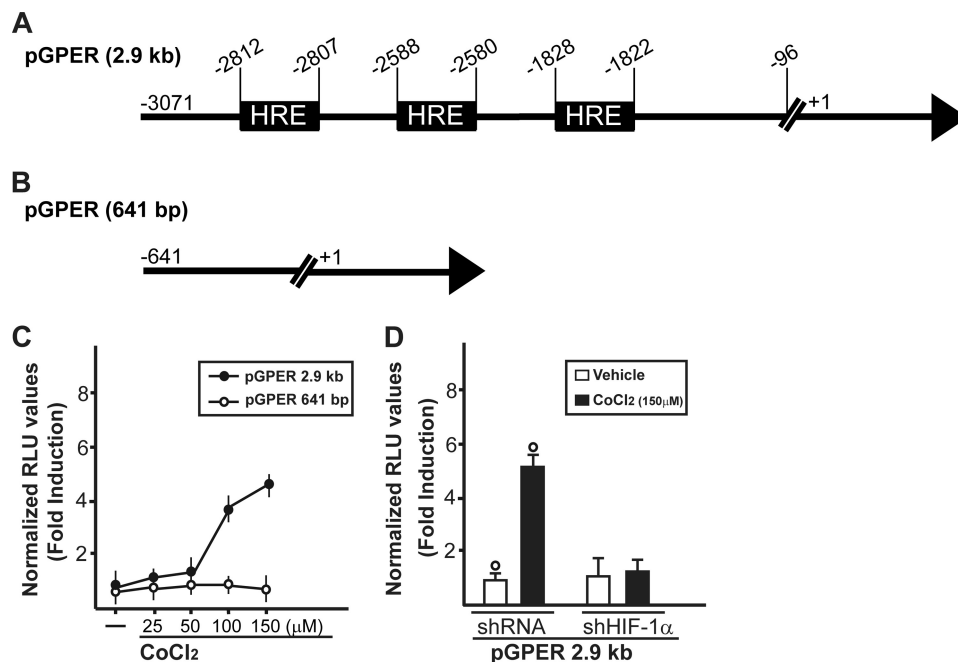 A
pGPER (2.9 kb)
-2812
-2807
-2588
-2580
-1828
-1822
-96
-3071
HRE
HRE
HRE
+1
B
pGPER (641 bp)
-641
+1
C
Normalized RLU values
(Fold Induction)
8
6
4
2
pGPER 2.9 kb
pGPER 641 bp
— 25 50 100 150 (µM)
CoCl₂
D
Normalized RLU values
(Fold Induction)
8
6
4
2
Vehicle
CoCl₂ (150µM)
shRNA shHIF-1α
pGPER 2.9 kb